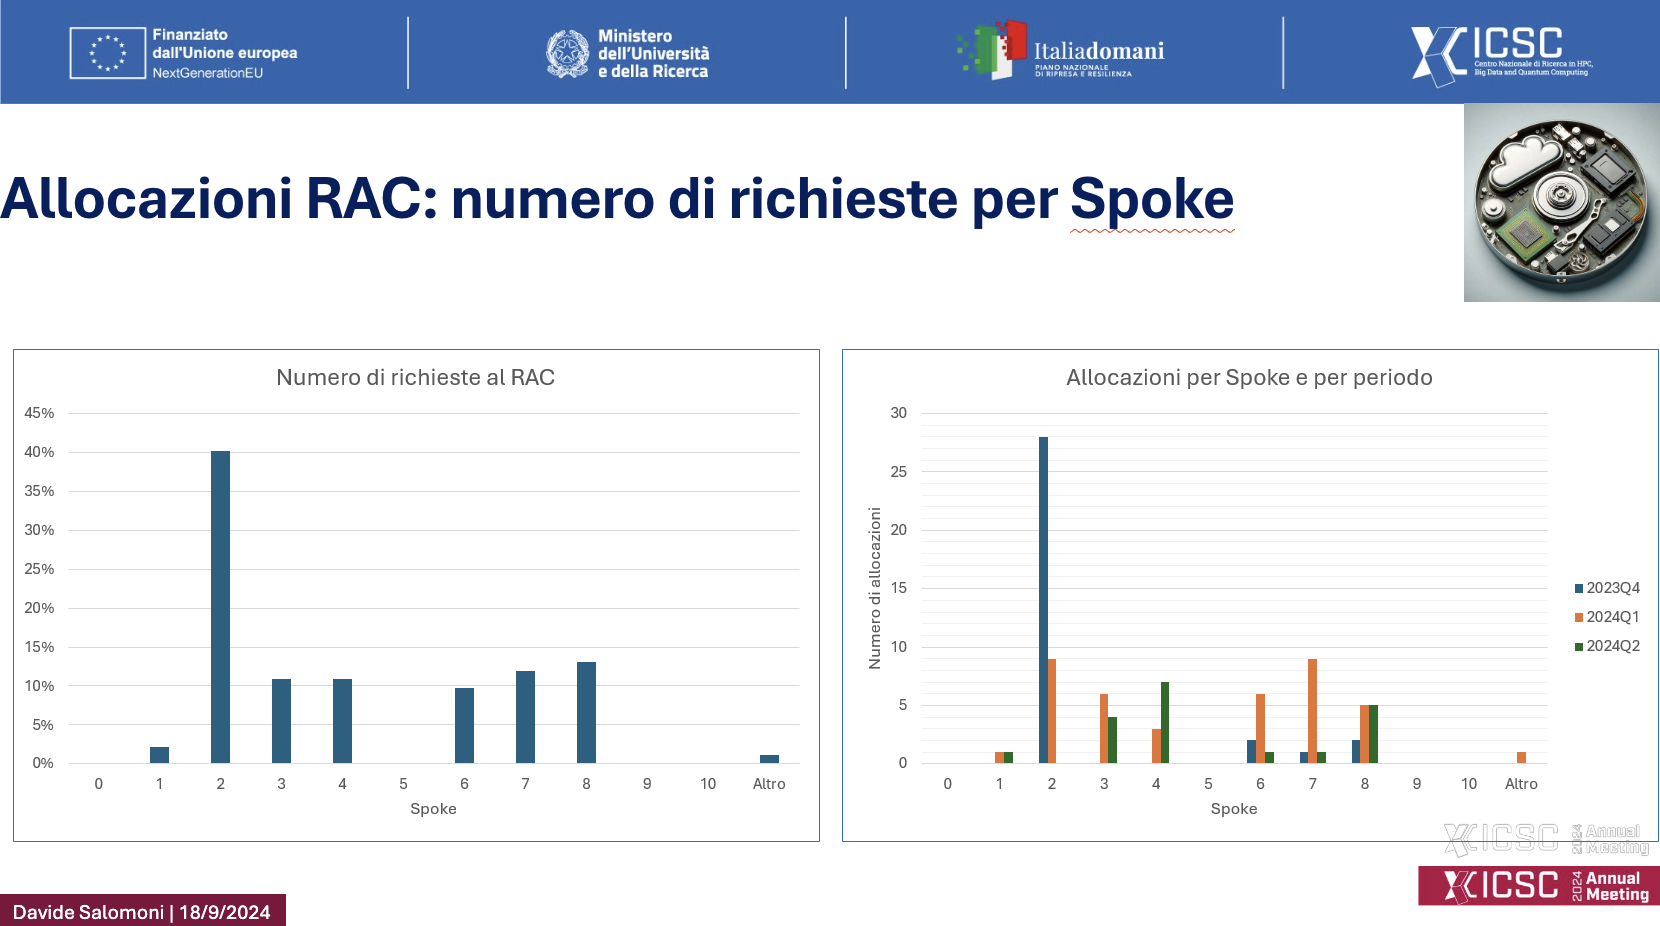 Finanziato
dall'Unione europea
NextGenerationEU
Ministero
dell'Università
e della Ricerca
Italiadomani
PIANO NAZIONALE
DI RIPRESA E RESILIENZA
ICSC
Centro Nazionale di Ricerca in HPC,
Big Data and Quantum Computing
Allocazioni RAC: numero di richieste per Spoke
Numero di richieste al RAC
45%
40%
35%
30%
25%
20%
15%
10%
5%
0%
0 1 2 3 4 5 6 7 8 9 10 Altro
Spoke
Allocazioni per Spoke e per periodo
Numero di allocazioni
30
25
20
15
10
5
0
0 1 2 3 4 5 6 7 8 9 10 Altro
Spoke
2023Q4
2024Q1
2024Q2
ICSC 2024 Annual
Meeting
ICSC 2024 Annual
Meeting
Davide Salomoni | 18/9/2024